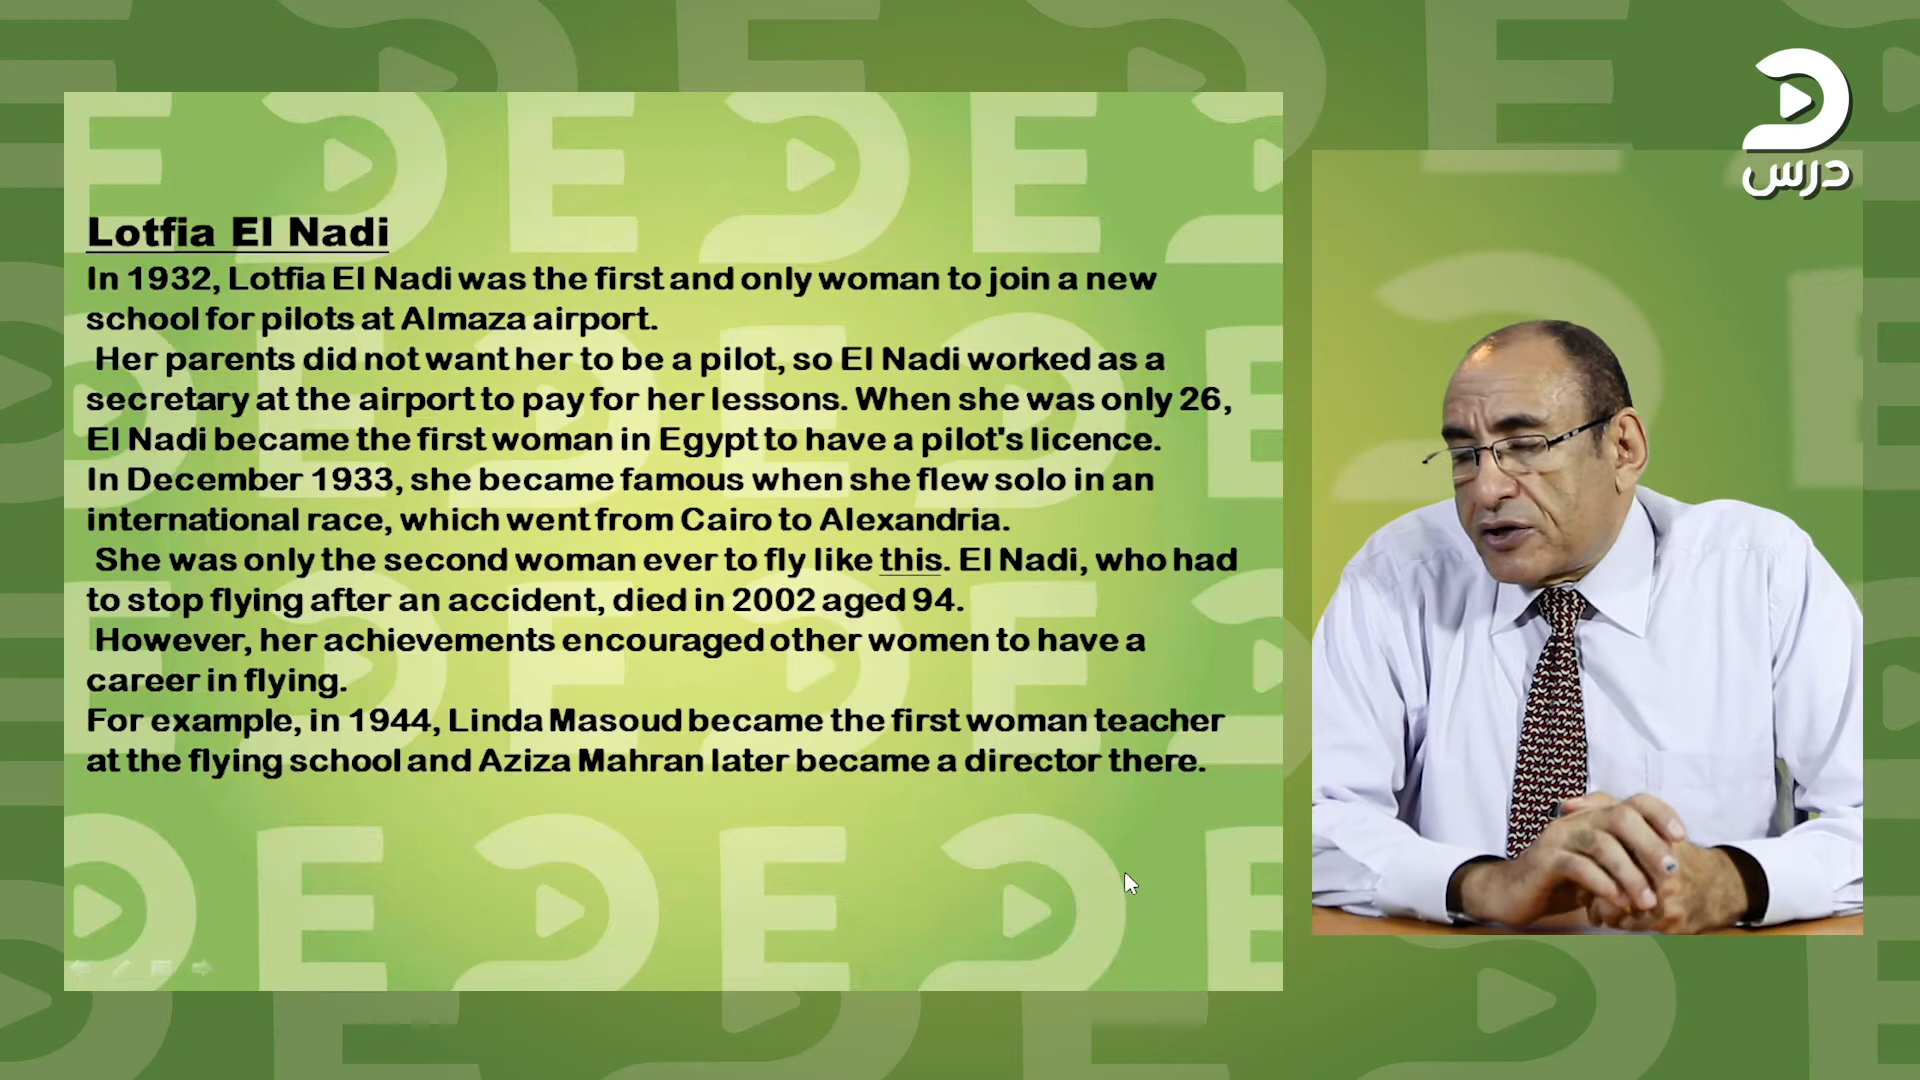 درس
Lotfia El Nadi
In 1932, Lotfia El Nadi was the first and only woman to join a new
school for pilots at Almaza airport.
Her parents did not want her to be a pilot, so El Nadi worked as a
secretary at the airport to pay for her lessons. When she was only 26,
El Nadi became the first woman in Egypt to have a pilot's licence.
In December 1933, she became famous when she flew solo in an
international race, which went from Cairo to Alexandria.
She was only the second woman ever to fly like this. El Nadi, who had
to stop flying after an accident, died in 2002 aged 94.
However, her achievements encouraged other women to have a
career in flying.
For example, in 1944, Linda Masoud became the first woman teacher
at the flying school and Aziza Mahran later became a director there.